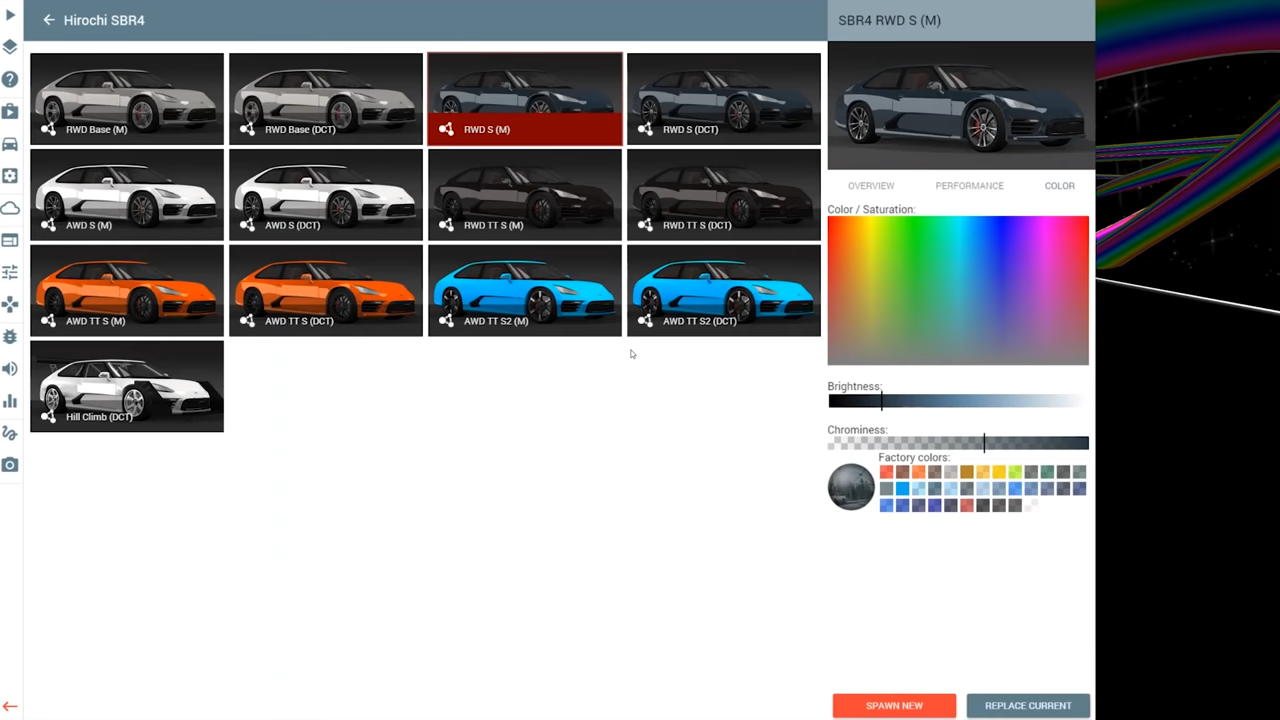 Hirochi SBR4
RWD Base (M)
RWD Base (DCT)
RWD S (M)
RWD S (DCT)
AWD S (M)
AWD S (DCT)
RWD TT S (M)
RWD TT S (DCT)
AWD TT S (M)
AWD TT S (DCT)
AWD TT S2 (M)
AWD TT S2 (DCT)
Hill Climb (DCT)
SBR4 RWD S (M)
OVERVIEW
PERFORMANCE
COLOR
Color / Saturation:
Brightness:
Chrominess:
Factory colors:
SPAWN NEW
REPLACE CURRENT